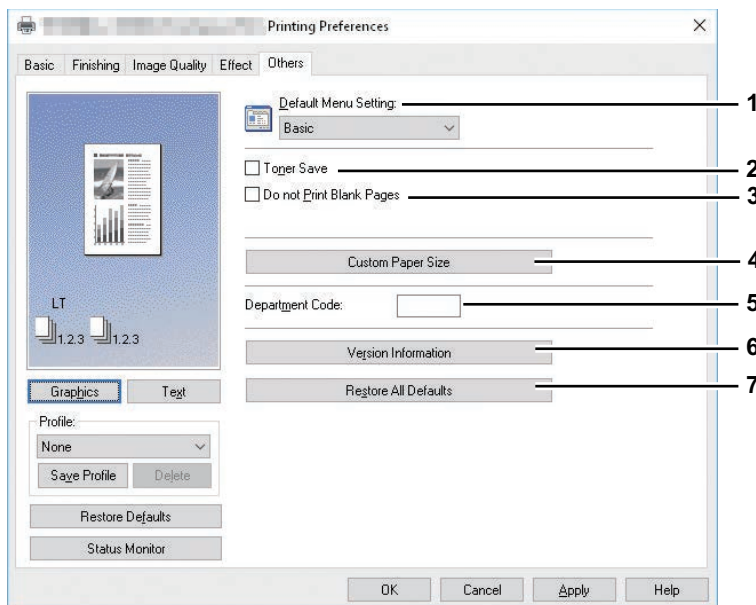 Printing Preferences
Basic Finishing Image Quality Effect Others
Default Menu Setting:
Basic
1
Toner Save
2
Do not Print Blank Pages
3
Custom Paper Size
4
Department Code:
5
Version Information
6
Restore All Defaults
7
LT
1.2.3 1.2.3
Graphics Text
Profile:
None
Save Profile Delete
Restore Defaults
Status Monitor
OK Cancel Apply Help